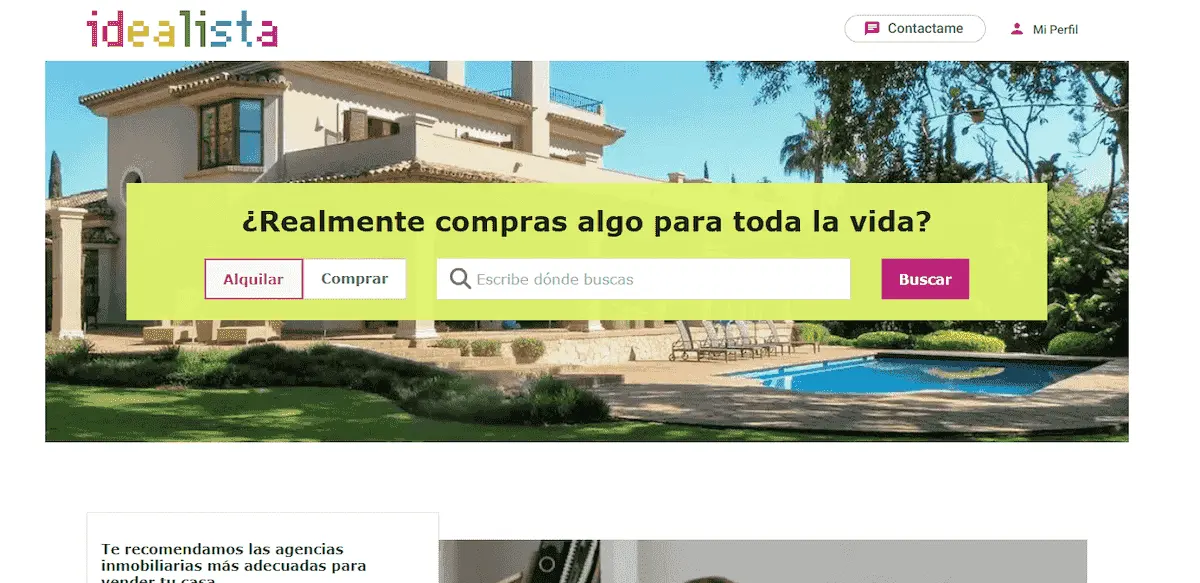 idealista
Contactame
Mi Perfil
¿Realmente compras algo para toda la vida?
Alquilar
Comprar
Escribe dónde buscas
Buscar
Te recomendamos las agencias
inmobiliarias más adecuadas para
vender tu casa